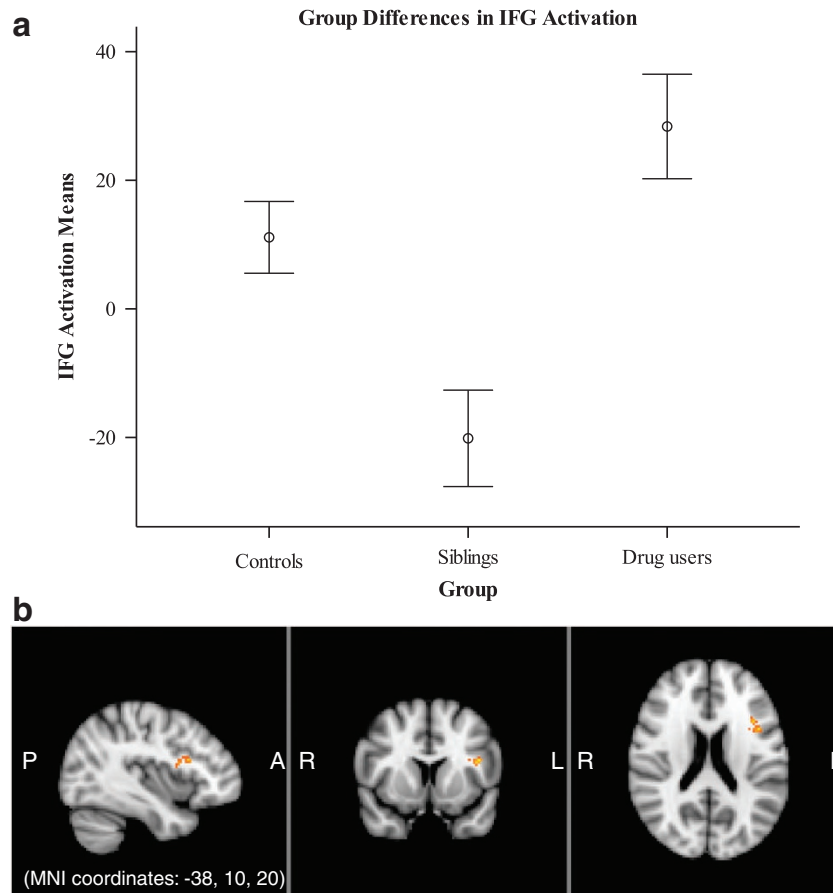 a
Group Differences in IFG Activation
40
20
0
-20
IFG Activation Means
Controls
Siblings
Drug users
Group
b
P
A
R
L
R
(MNI coordinates: -38, 10, 20)